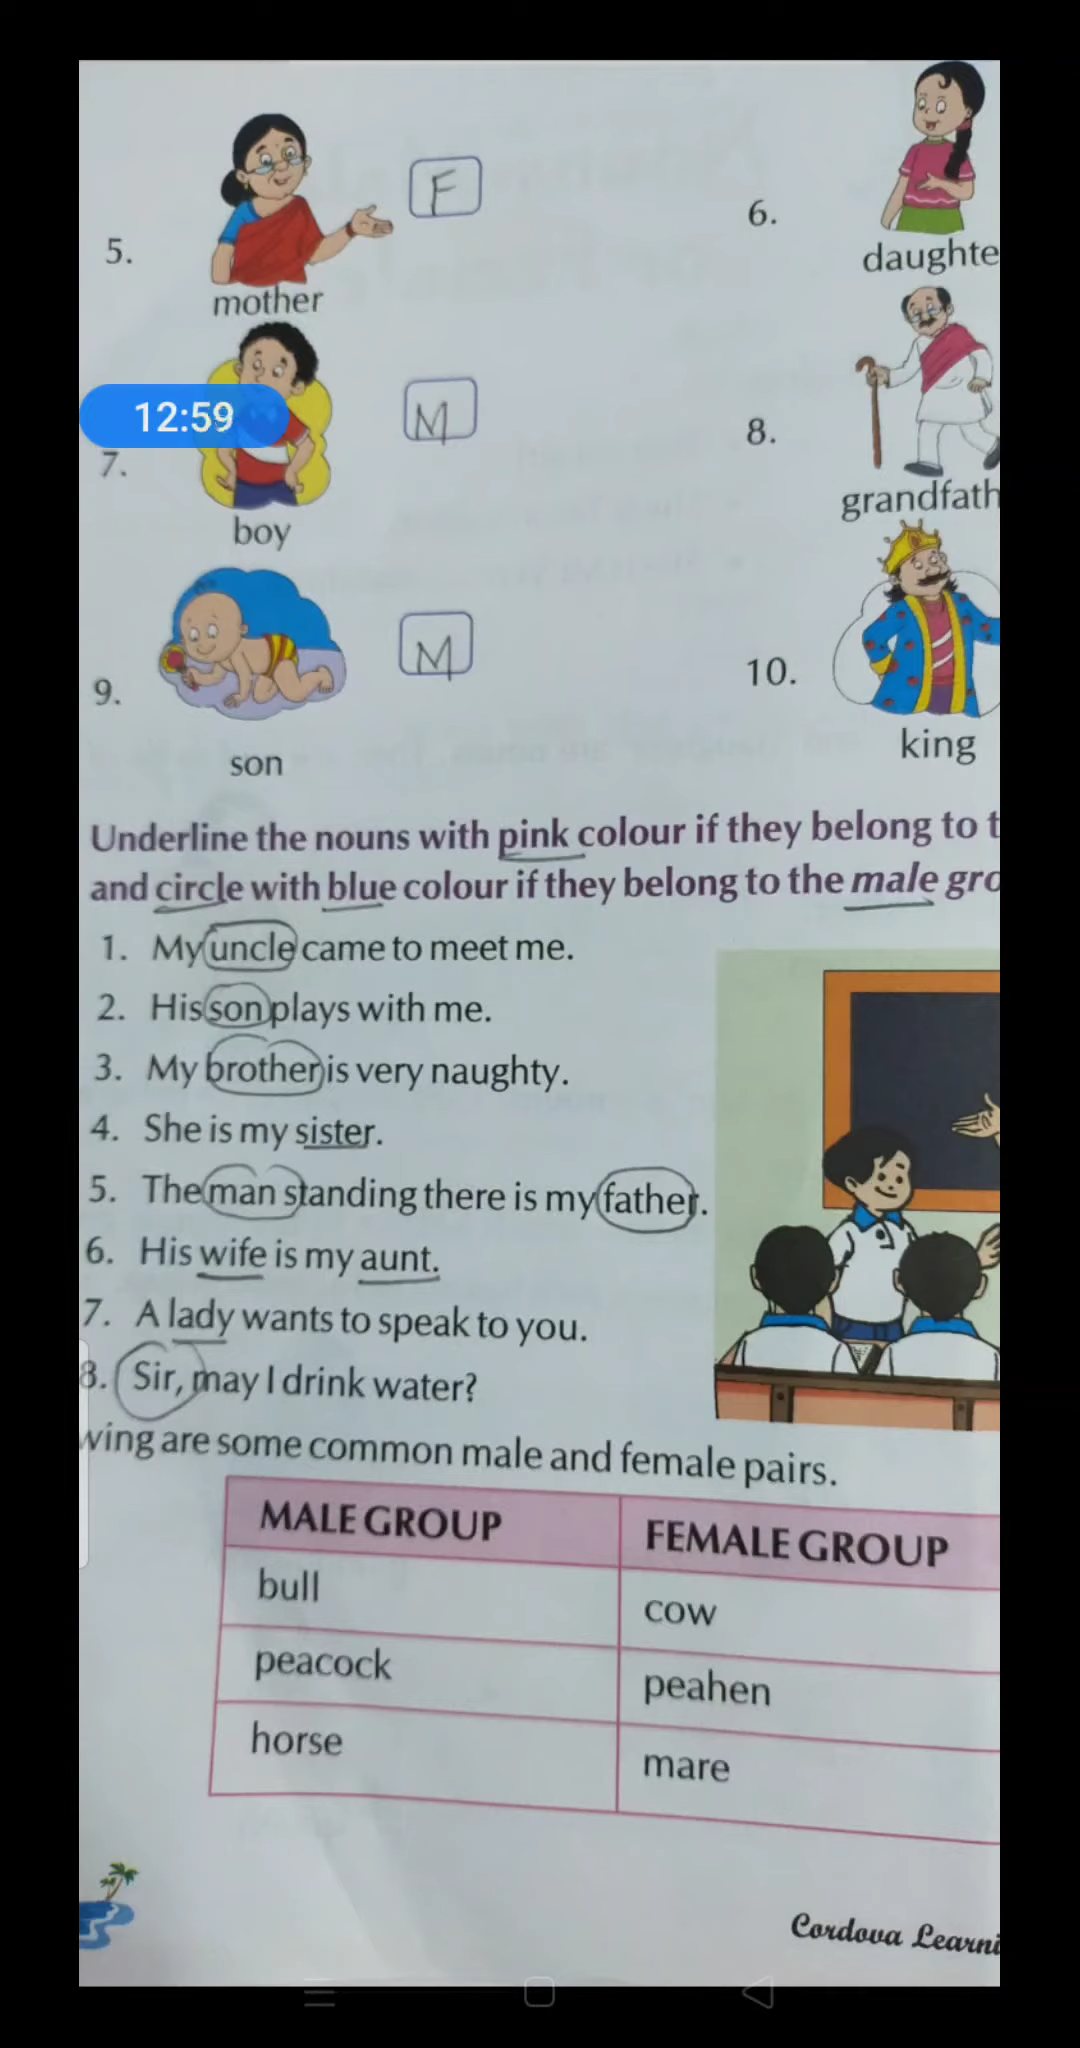 F
5.
mother
6.
daughte
12:59
M
7.
boy
8.
grandfath
M
9.
son
10.
king
Underline the nouns with pink colour if they belong to t
and circle with blue colour if they belong to the male gro
1. My uncle came to meet me.
2. His son plays with me.
3. My brother is very naughty.
4. She is my sister.
5. The man standing there is my father.
6. His wife is my aunt.
7. A lady wants to speak to you.
8. Sir, may I drink water?
wing are some common male and female pairs.
MALE GROUP FEMALE GROUP
bull cow
peacock peahen
horse mare
Cordova Learni